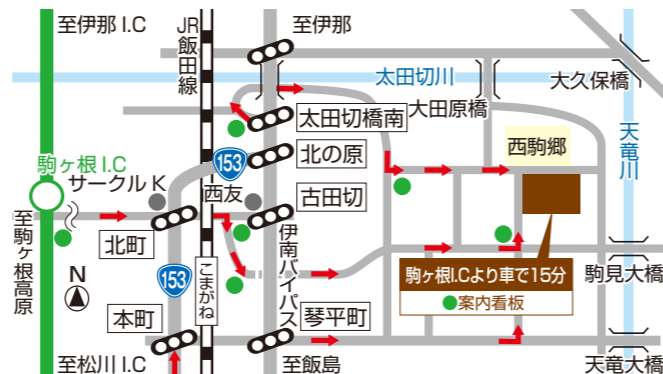 至伊那 I.C
JR飯田線
至伊那
太田切川
大久保橋
大田原橋
太田切橋南
天竜川
153
北の原
西駒郷
駒ヶ根 I.C
サークル K
西友
古田切
至駒ヶ根高原
北町
伊南バイパス
N
153
こまがね
駒ヶ根I.Cより車で15分
案内看板
駒見大橋
本町
琴平町
至松川 I.C
至飯島
天竜大橋